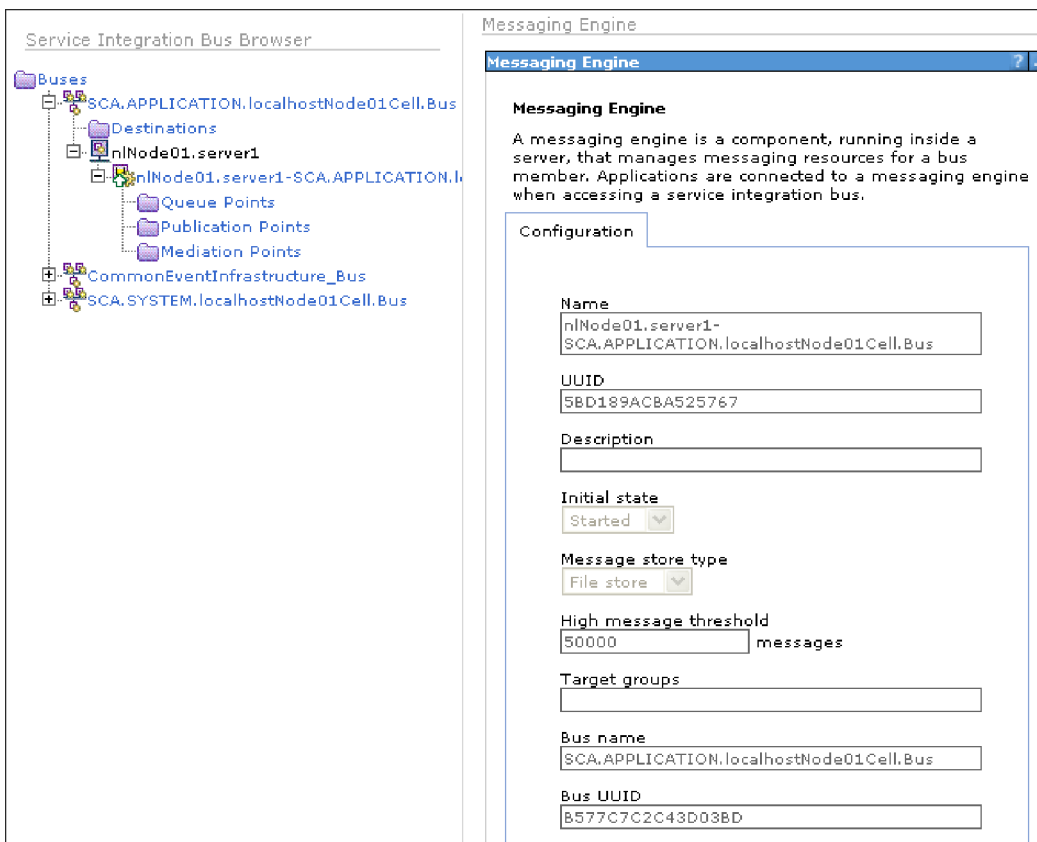 Service Integration Bus Browser
Buses
SCA.APPLICATION.localhostNode01Cell.Bus
Destinations
nlNode01.server1
nlNode01.server1-SCA.APPLICATION.l
Queue Points
Publication Points
Mediation Points
CommonEventInfrastructure_Bus
SCA.SYSTEM.localhostNode01Cell.Bus
Messaging Engine
Messaging Engine ?
Messaging Engine
A messaging engine is a component, running inside a
server, that manages messaging resources for a bus
member. Applications are connected to a messaging engine
when accessing a service integration bus.
Configuration
Name
nlNode01.server1-
SCA.APPLICATION.localhostNode01Cell.Bus
UUID
5BD189ACBA525767
Description
Initial state
Started
Message store type
File store
High message threshold
50000 messages
Target groups
Bus name
SCA.APPLICATION.localhostNode01Cell.Bus
Bus UUID
B577C7C2C43D03BD